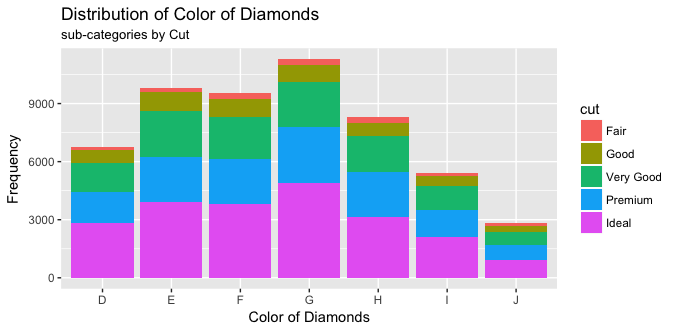 Distribution of Color of Diamonds
sub-categories by Cut
Frequency
9000
6000
3000
0
D E F G H I J
Color of Diamonds
cut
Fair
Good
Very Good
Premium
Ideal